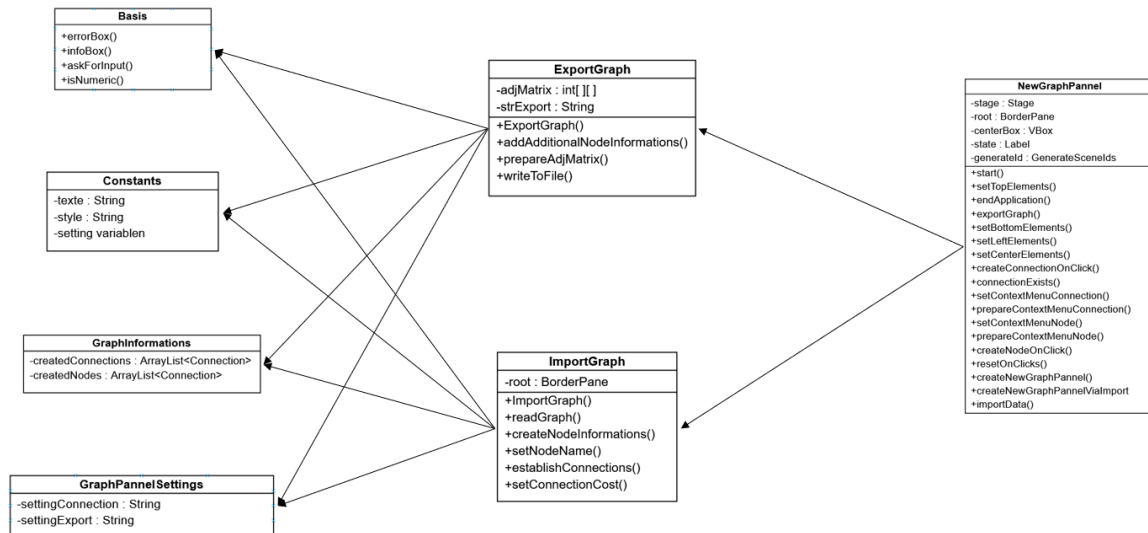 Basis
+errorBox()
+infoBox()
+askForInput()
+isNumeric()
Constants
-texte : String
-style : String
-setting variablen
GraphInformations
-createdConnections : ArrayList<Connection>
-createdNodes : ArrayList<Connection>
GraphPannelSettings
-settingConnection : String
-settingExport : String
ExportGraph
-adjMatrix : int[ ][ ]
-strExport : String
+ExportGraph()
+addAdditionalNodeInformations()
+prepareAdjMatrix()
+writeToFile()
ImportGraph
-root : BorderPane
+ImportGraph()
+readGraph()
+createNodeInformations()
+setNodeName()
+establishConnections()
+setConnectionCost()
NewGraphPannel
-stage : Stage
-root : BorderPane
-centerBox : VBox
-state : Label
-generateId : GenerateSceneIds
+start()
+setTopElements()
+endApplication()
+exportGraph()
+setBottomElements()
+setLeftElements()
+setCenterElements()
+createConnectionOnClick()
+connectionExists()
+setContextMenuConnection()
+prepareContextMenuConnection()
+setContextMenuNode()
+prepareContextMenuNode()
+createNodeOnClick()
+resetOnClicks()
+createNewGraphPannel()
+createNewGraphPannelViaImport
+importData()